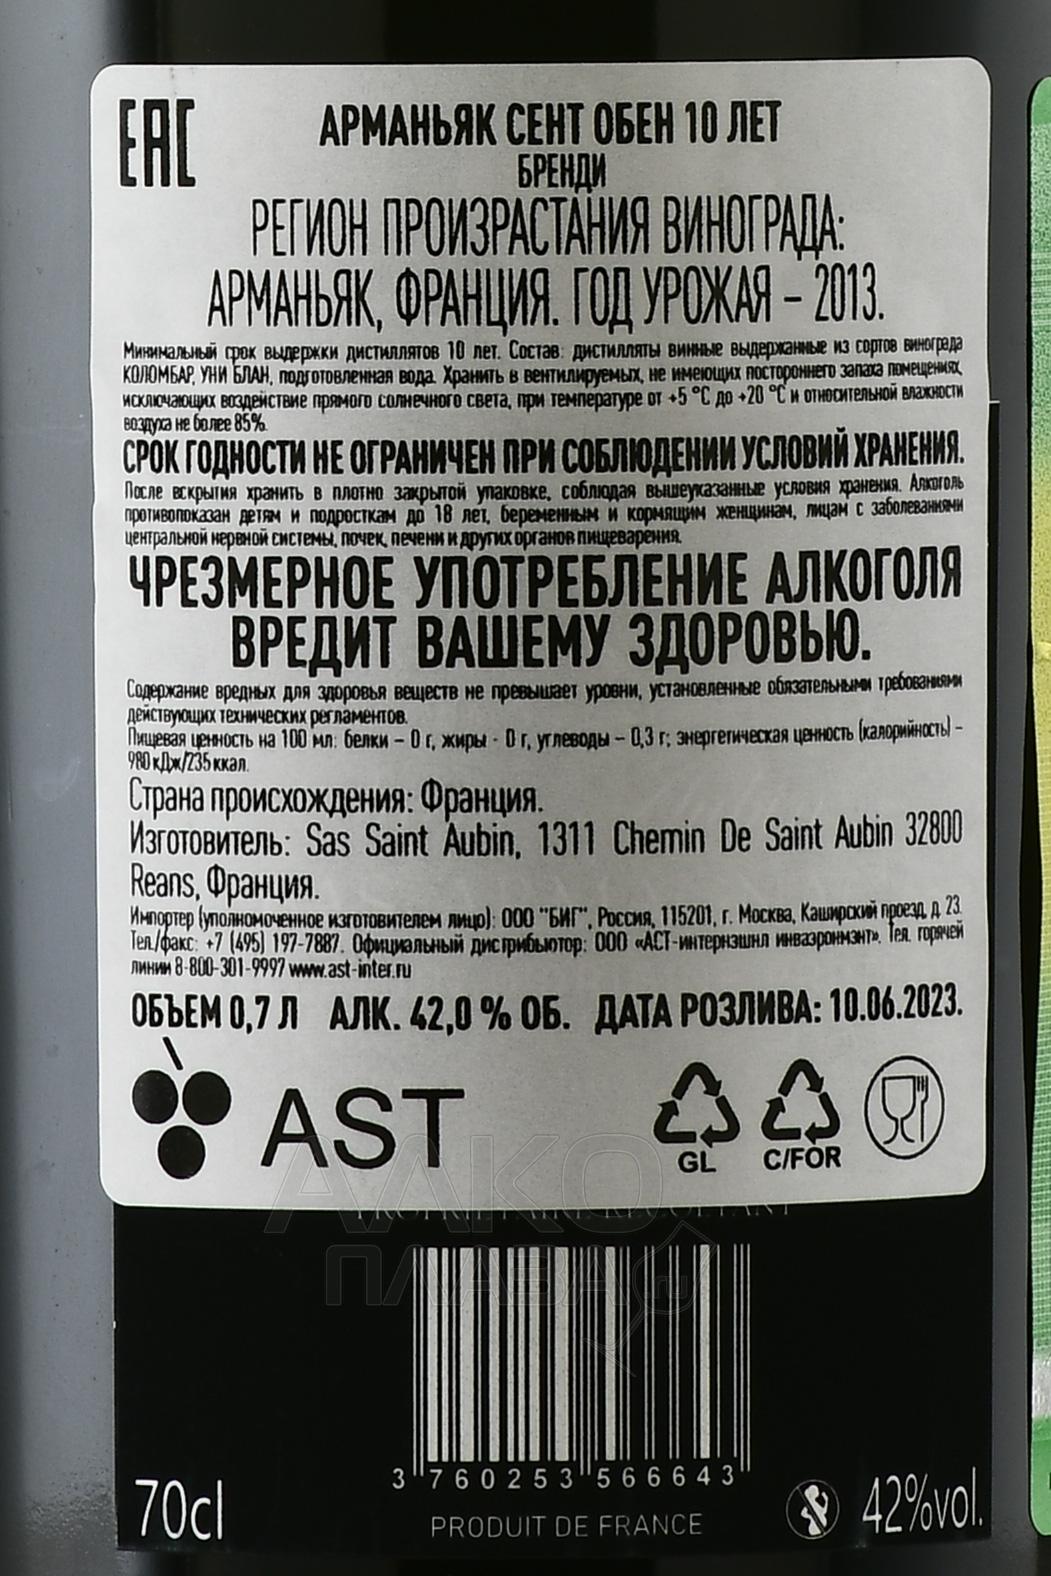 ЕАС
АРМАНЬЯК СЕНТ ОБЕН 10 ЛЕТ
БРЕНДИ
РЕГИОН ПРОИЗРАСТАНИЯ ВИНОГРАДА:
АРМАНЬЯК, ФРАНЦИЯ. ГОД УРОЖАЯ – 2013.
Минимальный срок выдержки дистиллятов 10 лет. Состав: дистилляты винные выдержанные из сортов винограда
КОЛОМБАР, УНИ БЛАН, подготовленная вода. Хранить в вентилируемых, не имеющих постороннего запаха помещениях,
исключающих воздействие прямого солнечного света, при температуре от +5 °С до +20 °С и относительной влажности
воздуха не более 85%.
СРОК ГОДНОСТИ НЕ ОГРАНИЧЕН ПРИ СОБЛЮДЕНИИ УСЛОВИЙ ХРАНЕНИЯ.
После вскрытия хранить в плотно закрытой упаковке, соблюдая вышеуказанные условия хранения. Алкоголь
противопоказан детям и подросткам до 18 лет, беременным и кормящим женщинам, лицам с заболеваниями
центральной нервной системы, почек, печени и других органов пищеварения.
ЧРЕЗМЕРНОЕ УПОТРЕБЛЕНИЕ АЛКОГОЛЯ
ВРЕДИТ ВАШЕМУ ЗДОРОВЬЮ.
Содержание вредных для здоровья веществ не превышает уровни, установленные обязательными требованиями
действующих технических регламентов.
Пищевая ценность на 100 мл: белки – 0 г, жиры - 0 г, углеводы – 0,3 г; энергетическая ценность (калорийность) –
980 кДж/235 ккал.
Страна происхождения: Франция.
Изготовитель: Sas Saint Aubin, 1311 Chemin De Saint Aubin 32800
Reans, Франция.
Импортер (уполномоченное изготовителем лицо): ООО "БИГ", Россия, 115201, г. Москва, Каширский проезд, д. 23.
Тел./факс: +7 (495) 197-7887. Официальный дистрибьютор: ООО «АСТ-интернэшнл инваэронмэнт». Тел. горячей
линии 8-800-301-9997 www.ast-inter.ru
ОБЪЕМ 0,7 Л АЛК. 42,0 % ОБ. ДАТА РОЗЛИВА: 10.06.2023.
AST
GL
C/FOR
АЛКО
ПЛАЗА
.ru
PROPRIÉTAIRE RÉCOLTANT
3 760253 566643
70cl
PRODUIT DE FRANCE
42%vol.